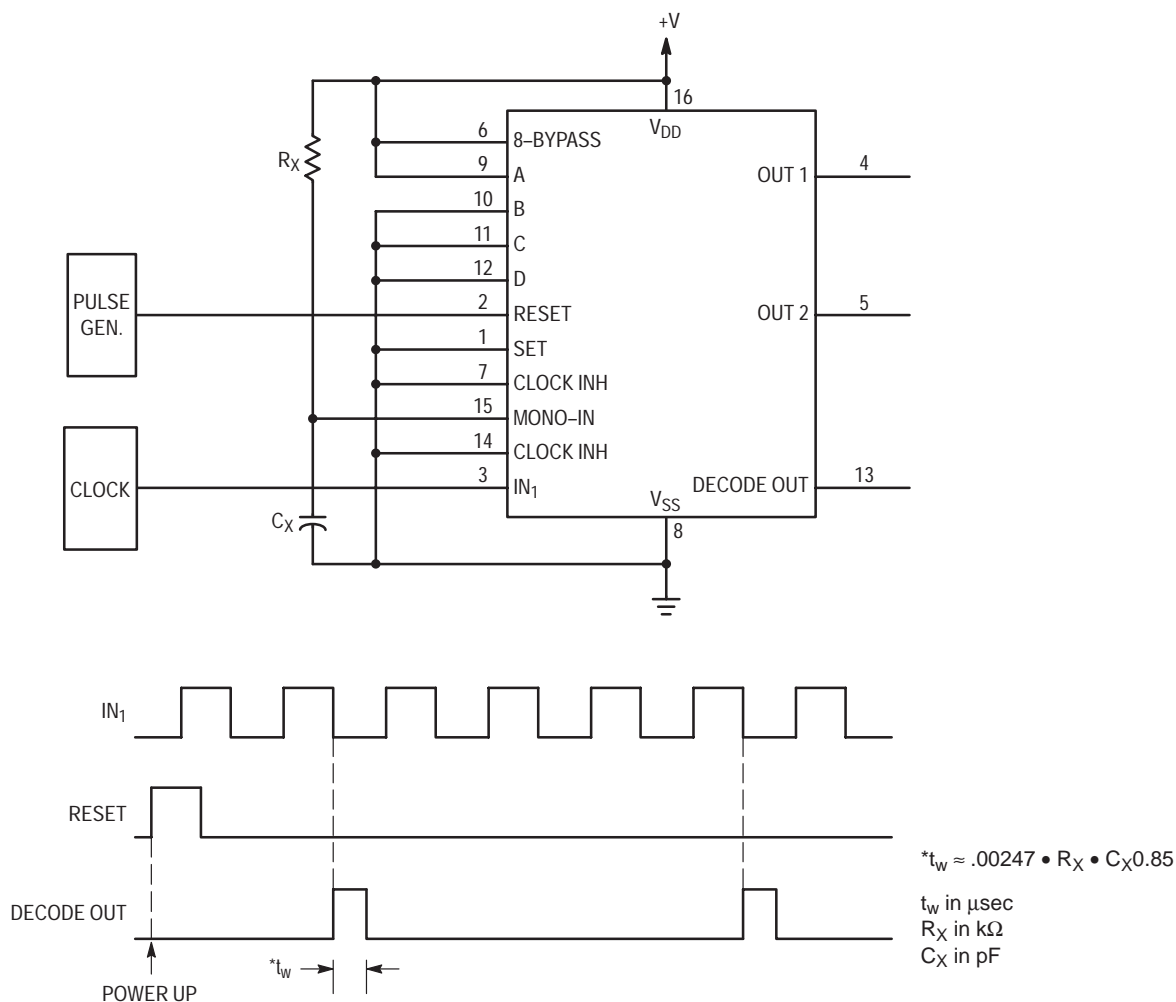 +V
16
VDD
6
8–BYPASS
RX
9
A
OUT 1
4
10
B
11
C
12
D
PULSE
GEN.
2
RESET
OUT 2
5
1
SET
7
CLOCK INH
15
MONO–IN
14
CLOCK INH
CLOCK
3
IN1
DECODE OUT
13
VSS
8
CX
IN1
RESET
*tw ≈ .00247 • RX • CX0.85
tw in μsec
RX in kΩ
CX in pF
DECODE OUT
*tw
POWER UP